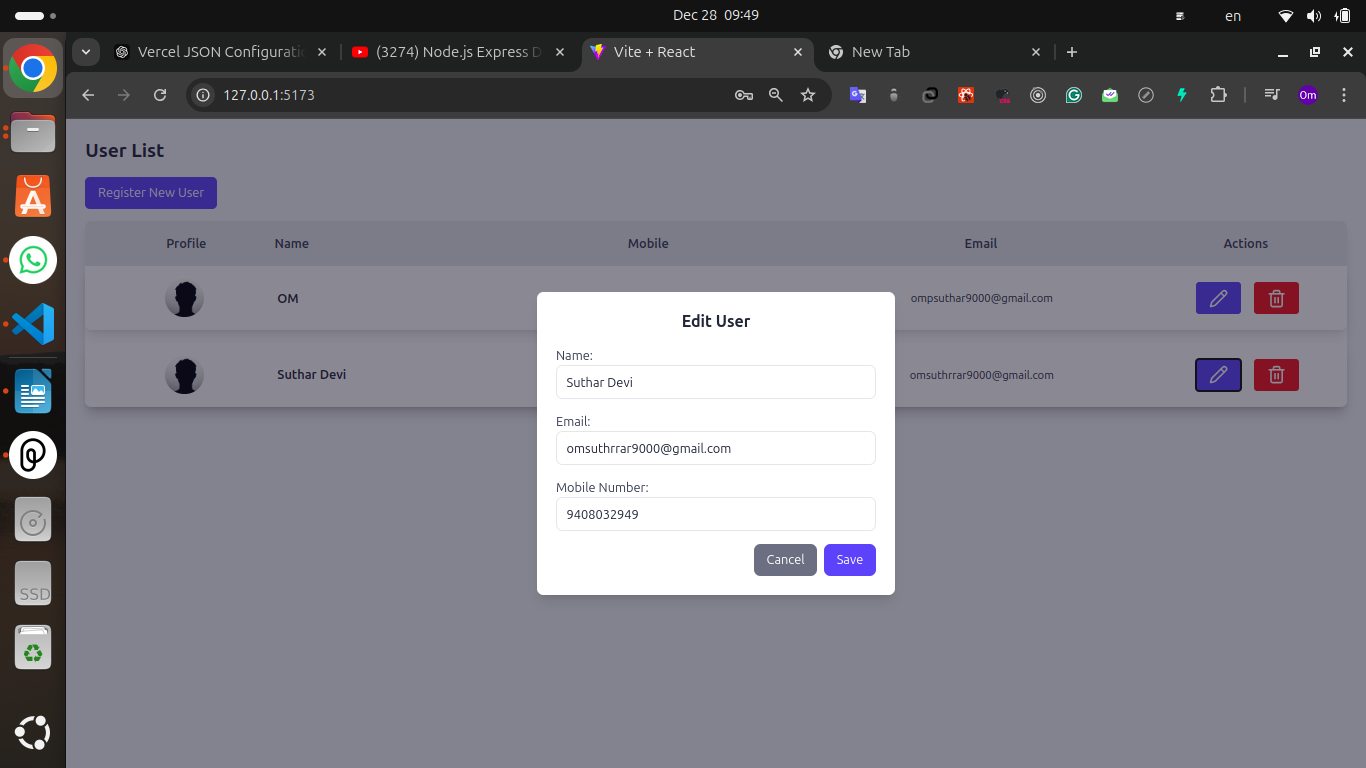 Dec 28 09:49
en
Vercel JSON Configurati
(3274) Node.js Express D
Vite + React
New Tab
127.0.0.1:5173
Om
User List
Register New User
Profile Name Mobile Email Actions
OM ompsuthar9000@gmail.com
Suthar Devi omsuthrrar9000@gmail.com
Edit User
Name:
Suthar Devi
Email:
omsuthrrar9000@gmail.com
Mobile Number:
9408032949
Cancel Save
SSD